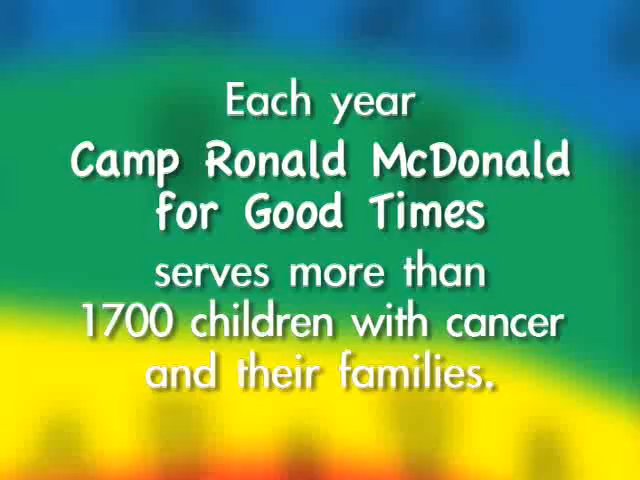 Each year
Camp Ronald McDonald
for Good Times
serves more than
1700 children with cancer
and their families.